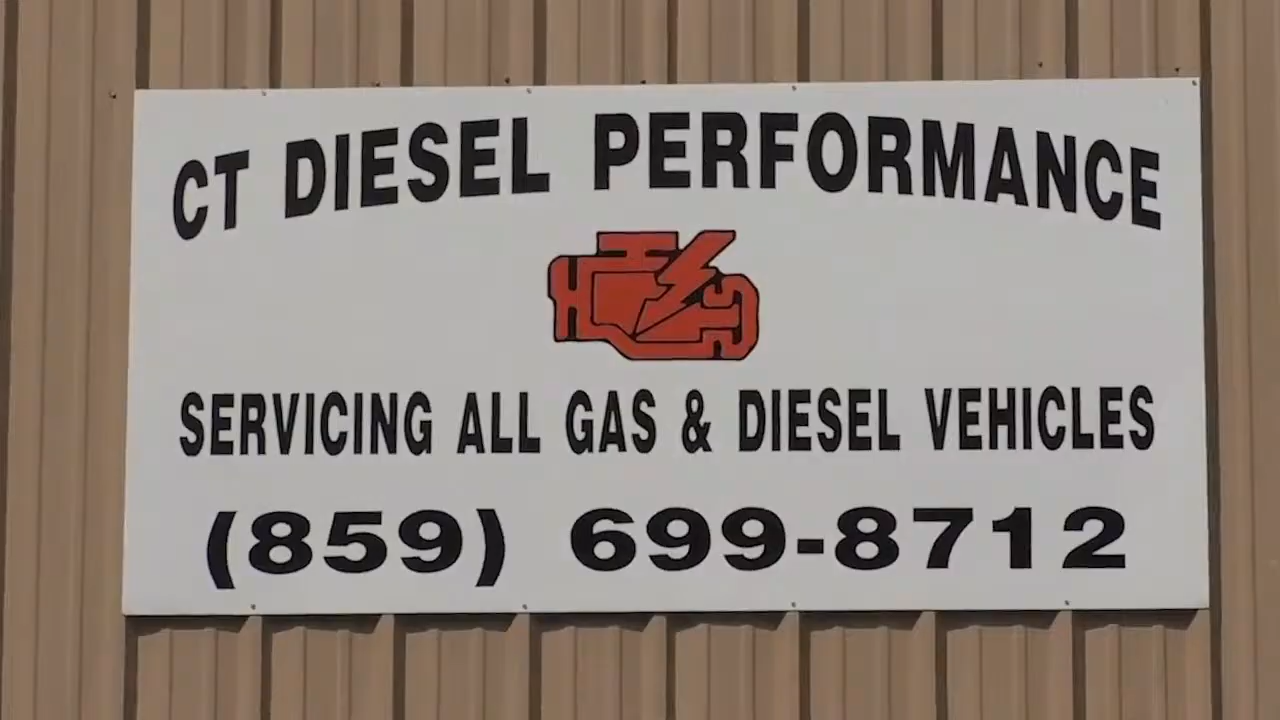 CT DIESEL PERFORMANCE
SERVICING ALL GAS & DIESEL VEHICLES
(859) 699-8712